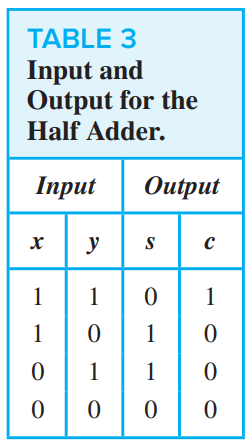 TABLE 3
Input and
Output for the
Half Adder.
Input Output
x y s c
1 1 0 1
1 0 1 0
0 1 1 0
0 0 0 0